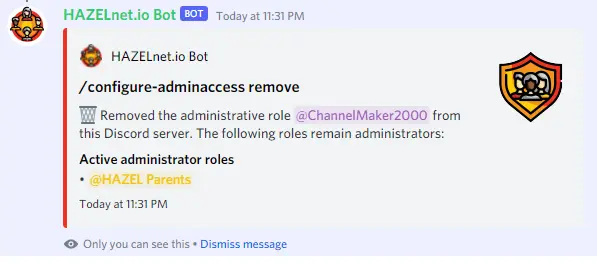 HAZELnet.io Bot BOT Today at 11:31 PM
HAZELnet.io Bot
/configure-adminaccess remove
Removed the administrative role @ChannelMaker2000 from
this Discord server. The following roles remain administrators:
Active administrator roles
• @HAZEL Parents
Today at 11:31 PM
Only you can see this • Dismiss message